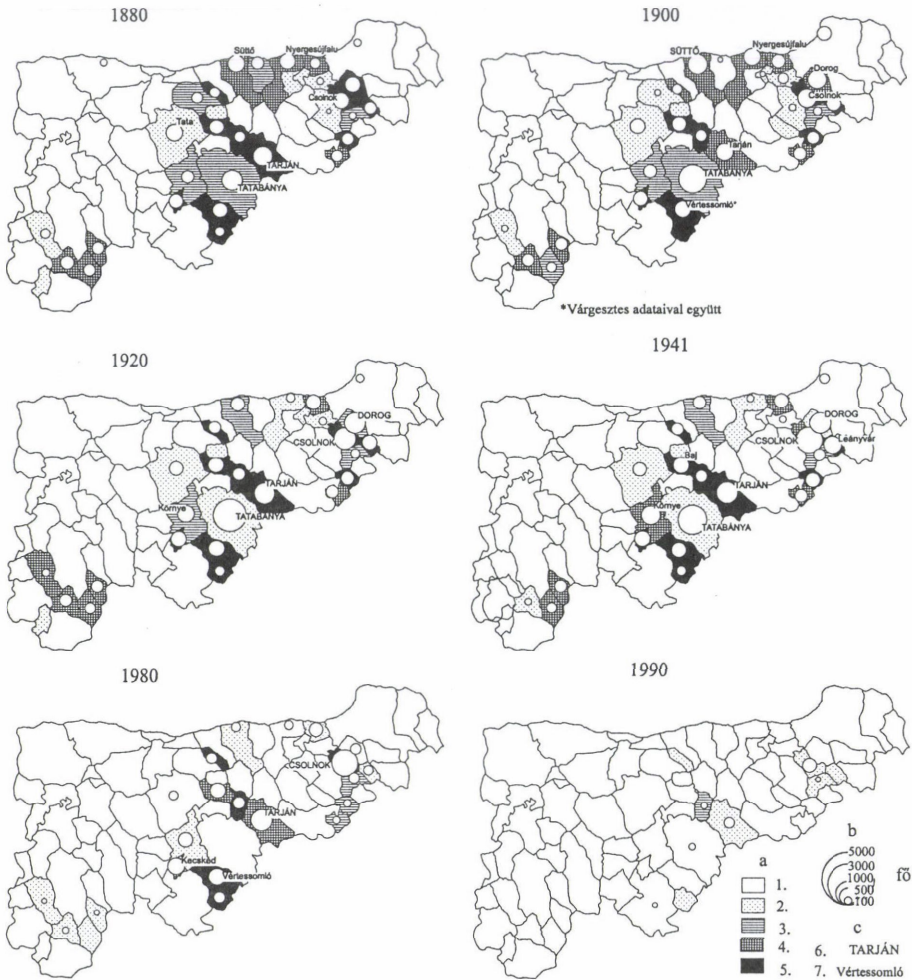 1880
Süttő
Nyergesújfalu
Csolnok
Tata
TARJÁN
TATABÁNYA
1900
SÜTTŐ
Nyergesújfalu
Dorog
Csolnok
Tarján
TATABÁNYA
Vértessomló*
*Várgesztes adataival együtt
1920
DOROG
CSOLNOK
TARJÁN
Környe
TATABÁNYA
1941
DOROG
CSOLNOK
Leányvár
Baj
TARJÁN
Környe
TATABÁNYA
1980
CSOLNOK
TARJÁN
Kecskéd
Vértessomló
1990
a
1.
2.
3.
4.
5.
b
5000
3000
1000
500
100
fő
c
6. TARJÁN
7. Vértessomló